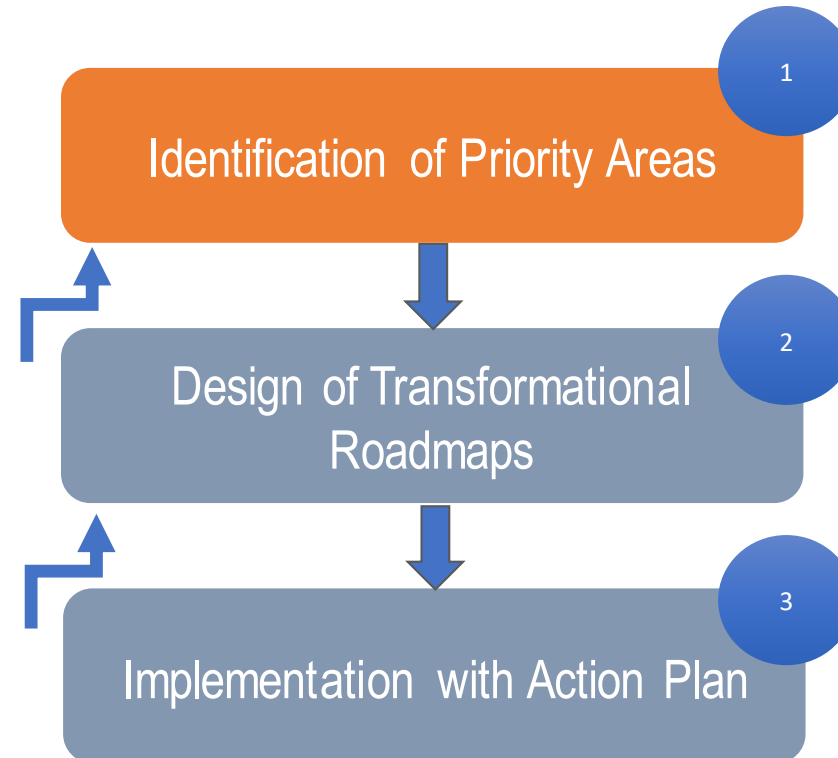 1
Identification of Priority Areas
2
Design of Transformational
Roadmaps
3
Implementation with Action Plan